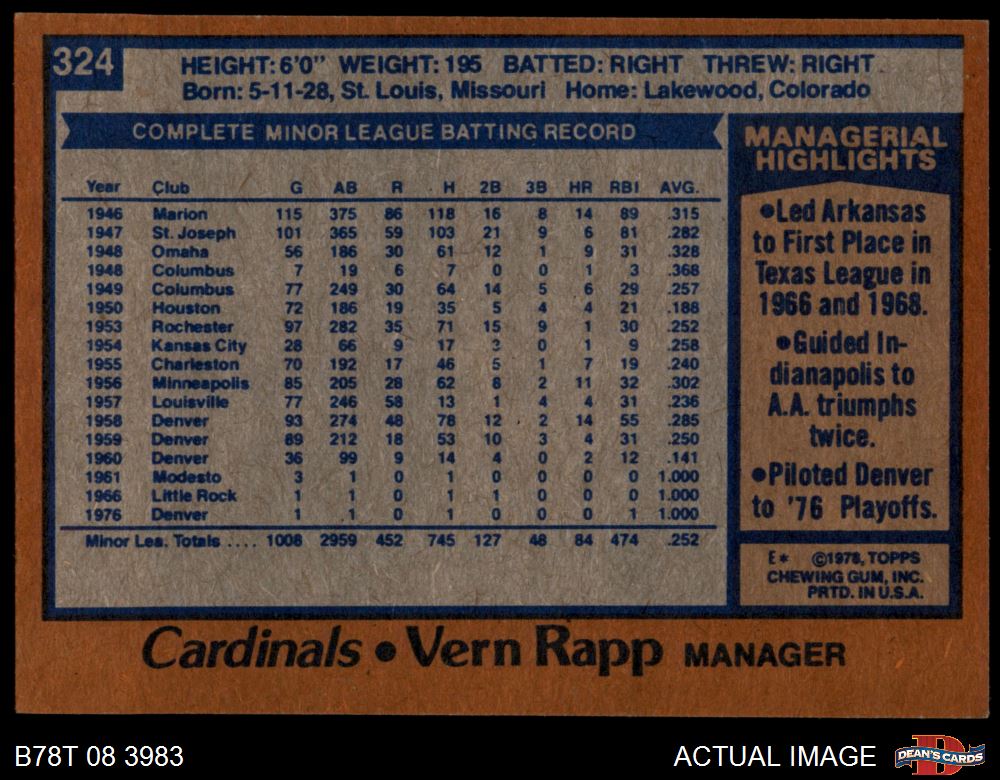 324
HEIGHT: 6'0" WEIGHT: 195 BATTED: RIGHT THREW: RIGHT
Born: 5-11-28, St. Louis, Missouri Home: Lakewood, Colorado
COMPLETE MINOR LEAGUE BATTING RECORD
Year Club G AB R H 2B 3B HR RBI AVG.
1946 Marion 115 375 86 118 16 8 14 89 .315
1947 St. Joseph 101 365 59 103 21 9 6 81 .282
1948 Omaha 56 186 30 61 12 1 9 31 .328
1948 Columbus 7 19 6 7 0 0 1 3 .368
1949 Columbus 77 249 30 64 14 5 6 29 .257
1950 Houston 72 186 19 35 5 4 4 21 .188
1953 Rochester 97 282 35 71 15 9 1 30 .252
1954 Kansas City 28 66 9 17 3 0 1 9 .258
1955 Charleston 70 192 17 46 5 1 7 19 .240
1956 Minneapolis 85 205 28 62 8 2 11 32 .302
1957 Louisville 77 246 58 13 1 4 4 31 .236
1958 Denver 93 274 48 78 12 2 14 55 .285
1959 Denver 89 212 18 53 10 3 4 31 .250
1960 Denver 36 99 9 14 4 0 2 12 .141
1961 Modesto 3 1 0 1 0 0 0 0 1.000
1966 Little Rock 1 1 0 1 1 0 0 0 1.000
1976 Denver 1 1 0 1 0 0 0 1 1.000
Minor Lea. Totals .... 1008 2959 452 745 127 48 84 474 .252
MANAGERIAL
HIGHLIGHTS
•Led Arkansas
to First Place in
Texas League in
1966 and 1968.
•Guided In-
dianapolis to
A.A. triumphs
twice.
•Piloted Denver
to '76 Playoffs.
E* ©1978, TOPPS
CHEWING GUM, INC.
PRTD. IN U.S.A.
Cardinals • Vern Rapp MANAGER
B78T 08 3983
ACTUAL IMAGE
DEAN'S CARDS